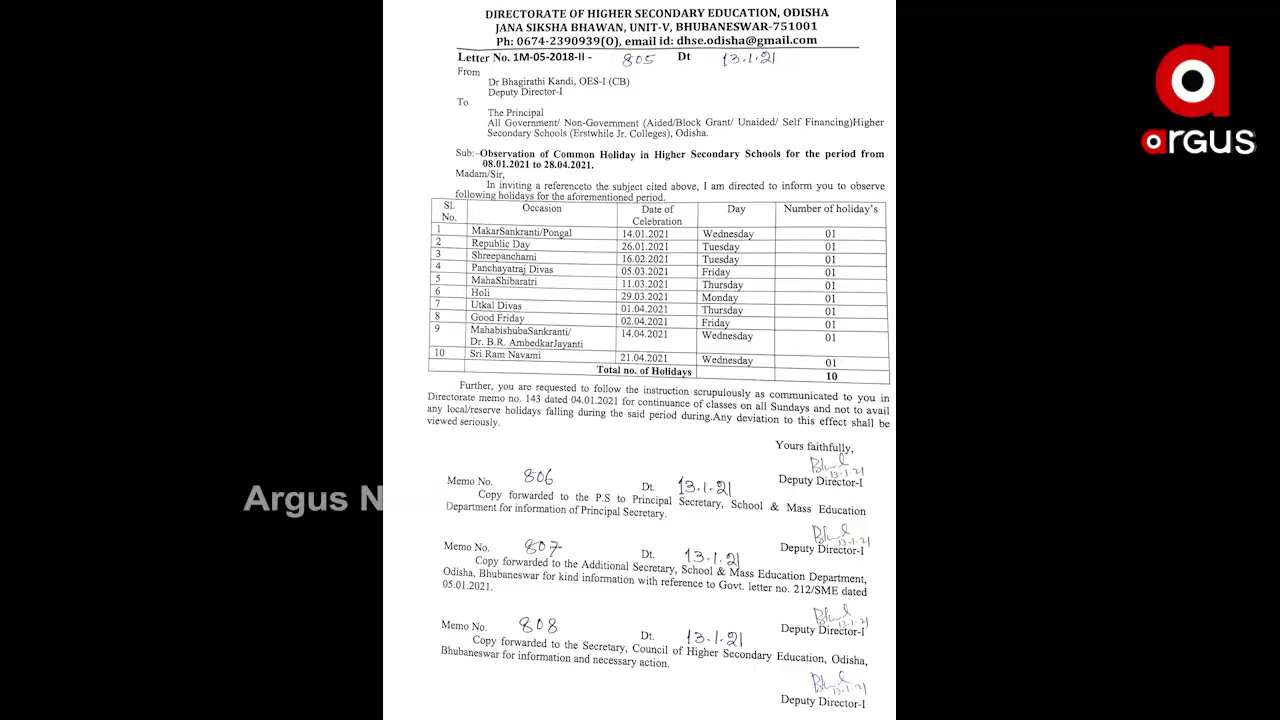 DIRECTORATE OF HIGHER SECONDARY EDUCATION, ODISHA
JANA SIKSHA BHAWAN, UNIT-V, BHUBANESWAR-751001
Ph: 0674-2390939(O), email id: dhse.odisha@gmail.com
Letter No. 1M-05-2018-II - 805 Dt 13.1.21
From
Dr Bhagirathi Kandi, OES-I (CB)
Deputy Director-I
To
The Principal
All Government/ Non-Government (Aided/Block Grant/ Unaided/ Self Financing)Higher
Secondary Schools (Erstwhile Jr. Colleges), Odisha.
Sub:-Observation of Common Holiday in Higher Secondary Schools for the period from
08.01.2021 to 28.04.2021.
Madam/Sir,
In inviting a referenceto the subject cited above, I am directed to inform you to observe
following holidays for the aforementioned period.
Sl. No. Occasion Date of Celebration Day Number of holiday's
1 MakarSankranti/Pongal 14.01.2021 Wednesday 01
2 Republic Day 26.01.2021 Tuesday 01
3 Shreepanchami 16.02.2021 Tuesday 01
4 Panchayatraj Divas 05.03.2021 Friday 01
5 MahaShibaratri 11.03.2021 Thursday 01
6 Holi 29.03.2021 Monday 01
7 Utkal Divas 01.04.2021 Thursday 01
8 Good Friday 02.04.2021 Friday 01
9 MahabishubaSankranti/ 14.04.2021 Wednesday 01
Dr. B.R. AmbedkarJayanti
10 Sri Ram Navami 21.04.2021 Wednesday 01
Total no. of Holidays 10
Further, you are requested to follow the instruction scrupulously as communicated to you in
Directorate memo no. 143 dated 04.01.2021 for continuance of classes on all Sundays and not to avail
any local/reserve holidays falling during the said period during.Any deviation to this effect shall be
viewed seriously.
Yours faithfully,
13.1.21
Deputy Director-I
Memo No. 806 Dt. 13.1.21
Copy forwarded to the P.S to Principal Secretary, School & Mass Education
Department for information of Principal Secretary.
13.1.21
Deputy Director-I
Memo No. 807 Dt. 13.1.21
Copy forwarded to the Additional Secretary, School & Mass Education Department,
Odisha, Bhubaneswar for kind information with reference to Govt. letter no. 212/SME dated
05.01.2021.
13.1.21
Deputy Director-I
Memo No. 808 Dt. 13.1.21
Copy forwarded to the Secretary, Council of Higher Secondary Education, Odisha,
Bhubaneswar for information and necessary action.
13.1.21
Deputy Director-I
argus
Argus N